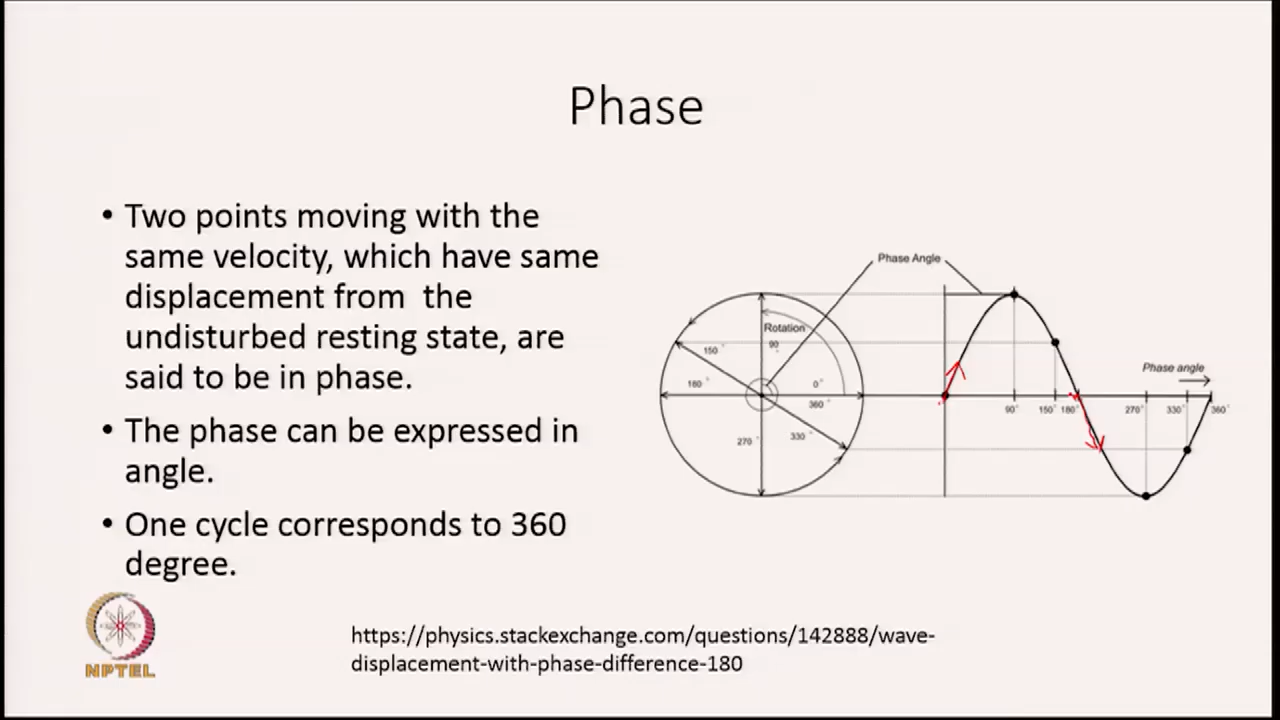 Phase
• Two points moving with the
same velocity, which have same
displacement from the
undisturbed resting state, are
said to be in phase.
• The phase can be expressed in
angle.
• One cycle corresponds to 360
degree.
Phase Angle
Rotation
90°
150°
180°
0°
360°
270°
330°
Phase angle
90° 150° 180° 270° 330° 360°
https://physics.stackexchange.com/questions/142888/wave-
displacement-with-phase-difference-180
NPTEL